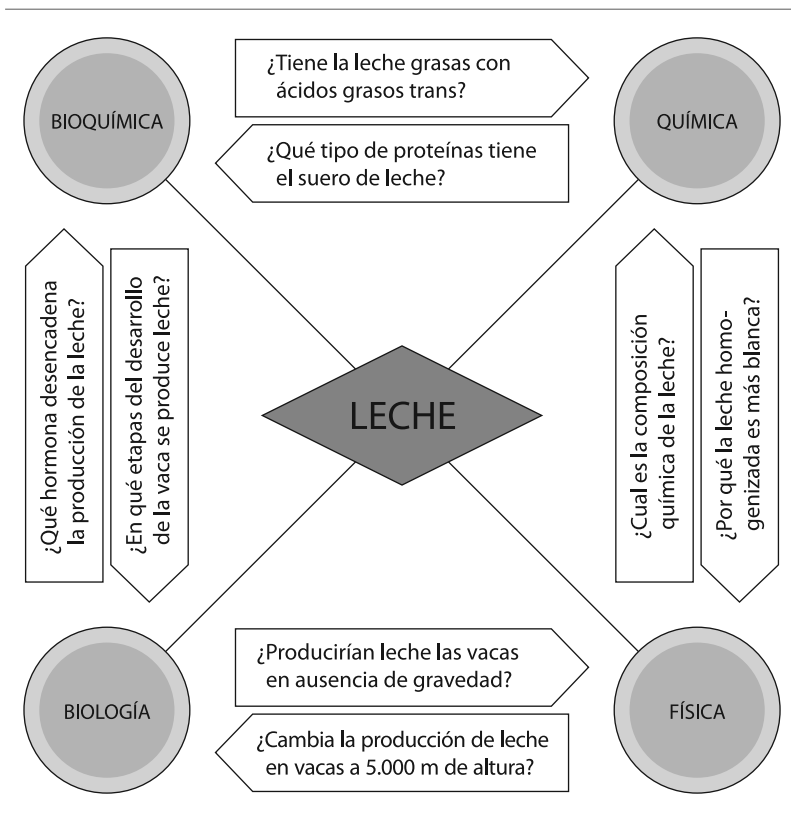 ¿Tiene la leche grasas con
ácidos grasos trans?
BIOQUÍMICA
QUÍMICA
¿Qué tipo de proteínas tiene
el suero de leche?
¿Qué hormona desencadena
la producción de la leche?
¿En qué etapas del desarrollo
de la vaca se produce leche?
LECHE
¿Cual es la composición
química de la leche?
¿Por qué la leche homo-
genizada es más blanca?
¿Producirían leche las vacas
en ausencia de gravedad?
BIOLOGÍA
FÍSICA
¿Cambia la producción de leche
en vacas a 5.000 m de altura?